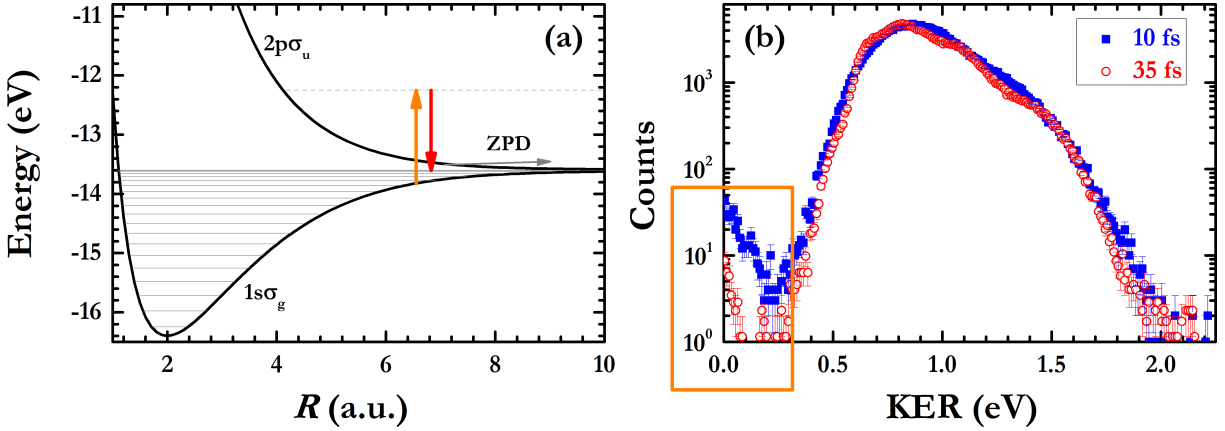 -11
-12
-13
-14
-15
-16
Energy (eV)
2pσu
(a)
ZPD
1sσg
2
4
6
8
10
R (a.u.)
(b)
10 fs
35 fs
10³
10²
10¹
10⁰
Counts
0.0
0.5
1.0
1.5
2.0
KER (eV)